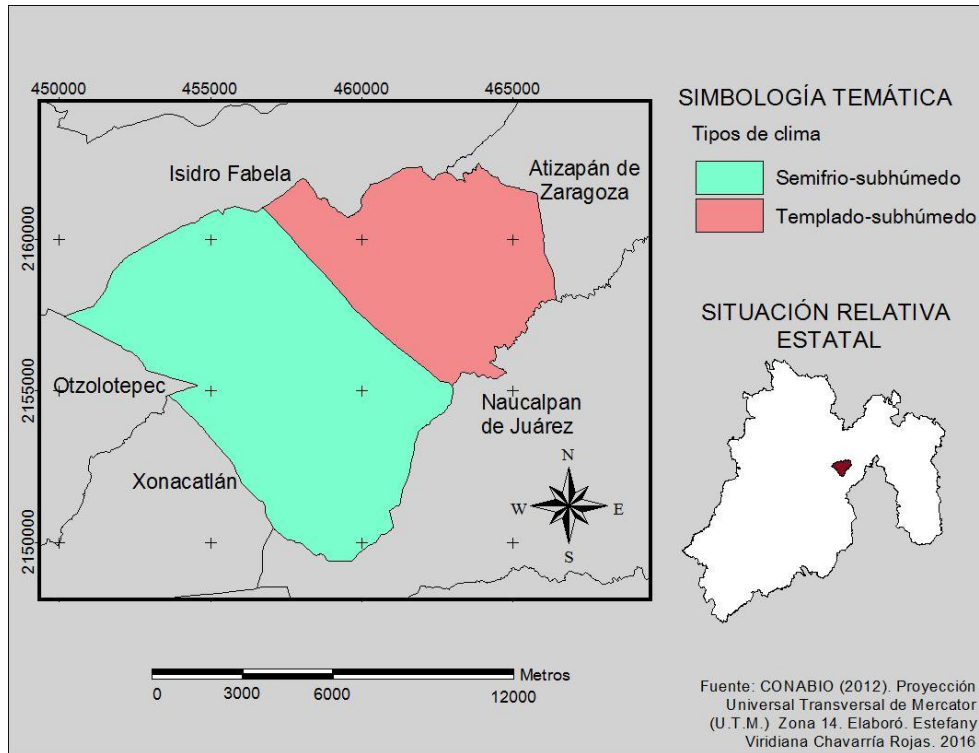 450000
455000
460000
465000
2160000
2155000
2150000
Isidro Fabela
Atizapán de
Zaragoza
Otzolotepec
Naucalpan
de Juárez
Xonacatlán
N
W
E
S
SIMBOLOGÍA TEMÁTICA
Tipos de clima
Semifrio-subhúmedo
Templado-subhúmedo
SITUACIÓN RELATIVA
ESTATAL
Metros
0
3000
6000
12000
Fuente: CONABIO (2012). Proyección
Universal Transversal de Mercator
(U.T.M.) Zona 14. Elaboró. Estefany
Viridiana Chavarría Rojas. 2016